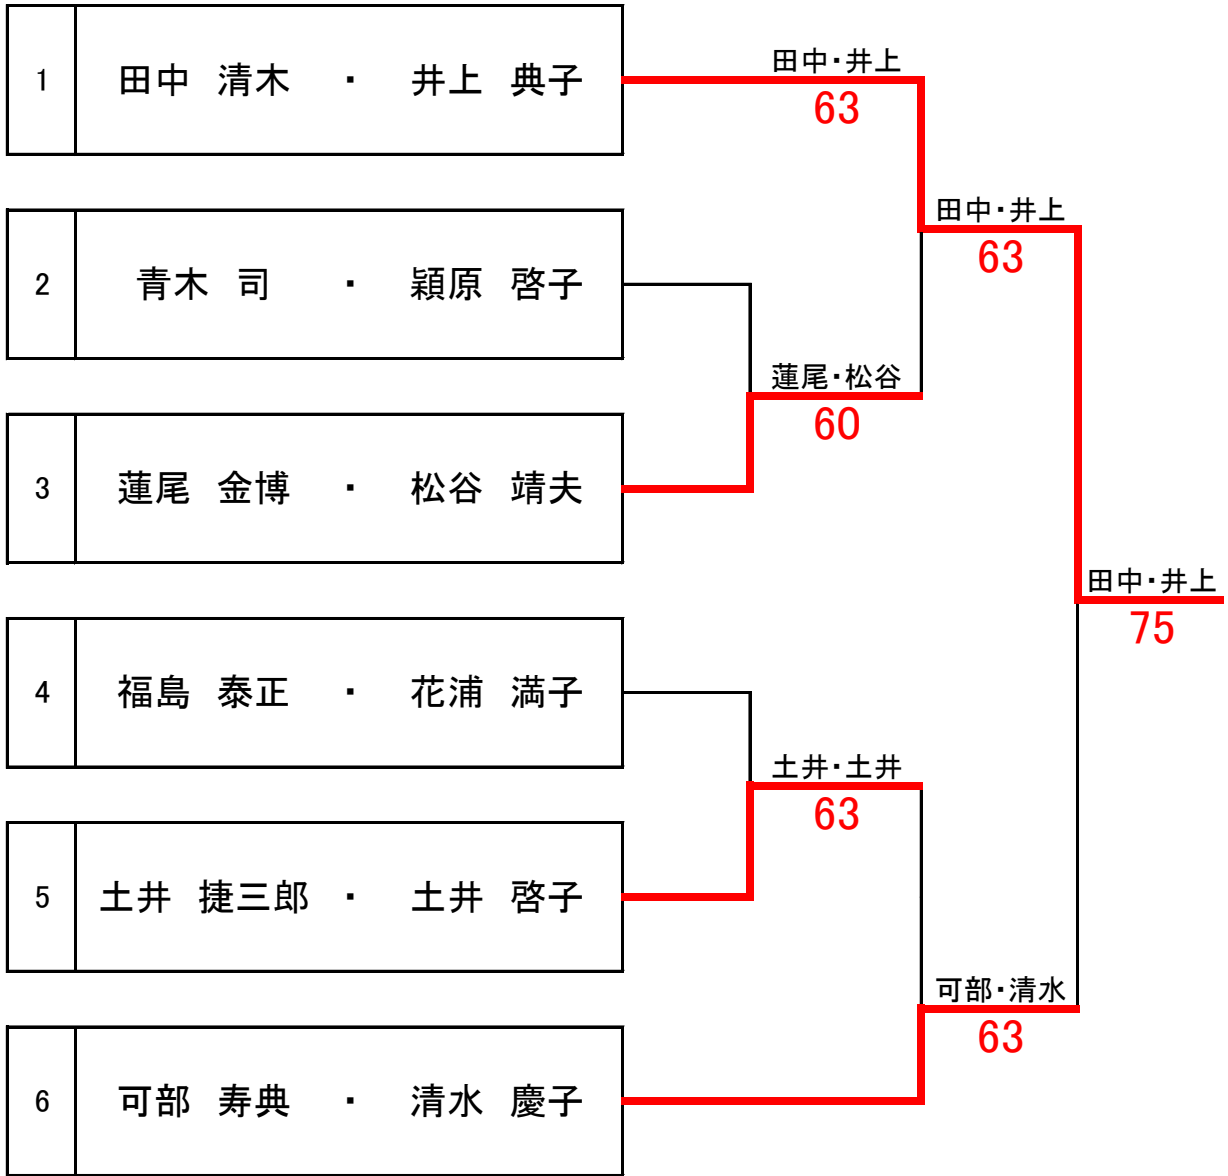 1 田中 清木 ・ 井上 典子
田中・井上
63
2 青木 司 ・ 穎原 啓子
田中・井上
63
蓮尾・松谷
60
3 蓮尾 金博 ・ 松谷 靖夫
田中・井上
75
4 福島 泰正 ・ 花浦 満子
土井・土井
63
5 土井 捷三郎 ・ 土井 啓子
可部・清水
63
6 可部 寿典 ・ 清水 慶子